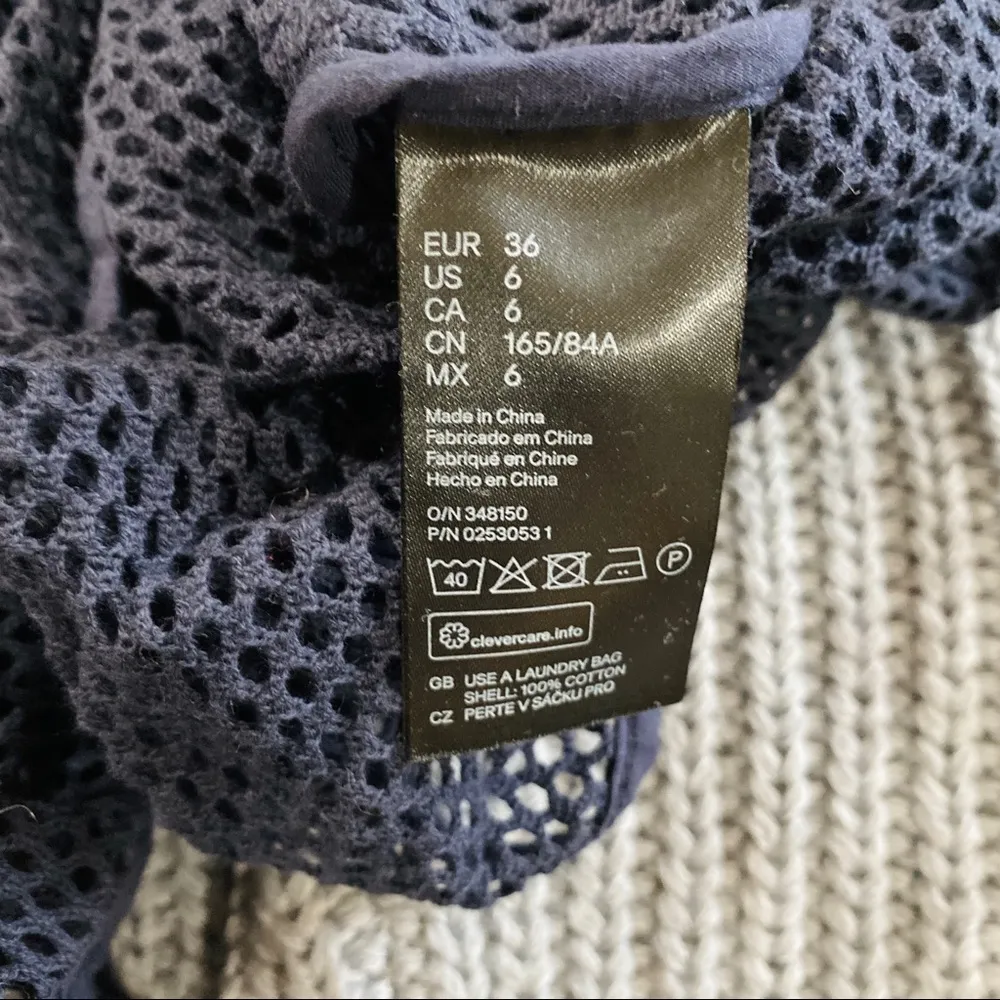 EUR 36
US 6
CA 6
CN 165/84A
MX 6
Made in China
Fabricado em China
Fabriqué en Chine
Hecho en China
O/N 348150
P/N 02530531
40 P
clevercare.info
GB USE A LAUNDRY BAG
SHELL: 100% COTTON
CZ PERTE V SÁČKU PRO